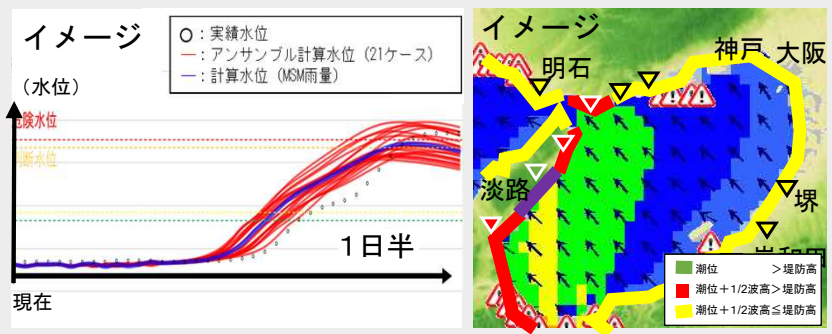 イメージ
○：実績水位
―：アンサンブル計算水位（21ケース）
―：計算水位（MSM雨量）
（水位）
危険水位
判断水位
1日半
現在
イメージ
明石
神戸
大阪
淡路
堺
岸和田
潮位　　　　　＞堤防高
潮位＋1/2波高＞堤防高
潮位＋1/2波高≦堤防高